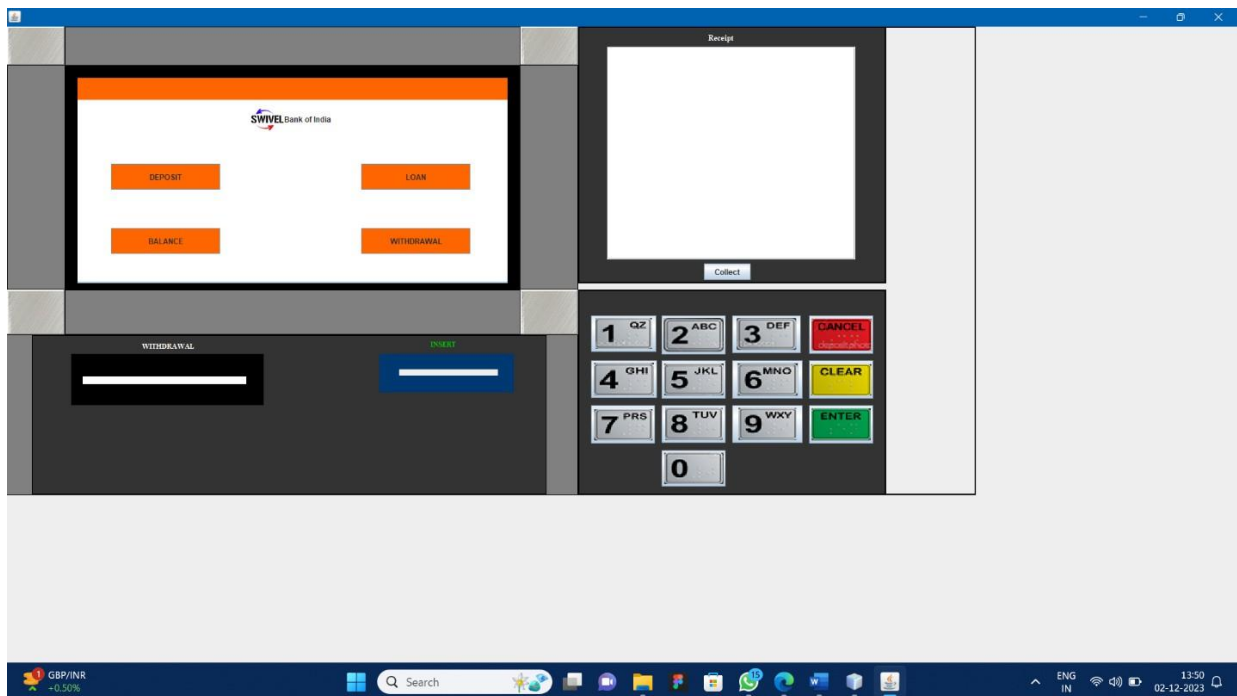 Receipt
SWIVEL Bank of India
DEPOSIT
LOAN
BALANCE
WITHDRAWAL
Collect
WITHDRAWAL
INSERT
1 QZ
2 ABC
3 DEF
CANCEL
4 GHI
5 JKL
6 MNO
CLEAR
7 PRS
8 TUV
9 WXY
ENTER
0
1
GBP/INR
+0.50%
Search
15
ENG
IN
13:50
02-12-2023